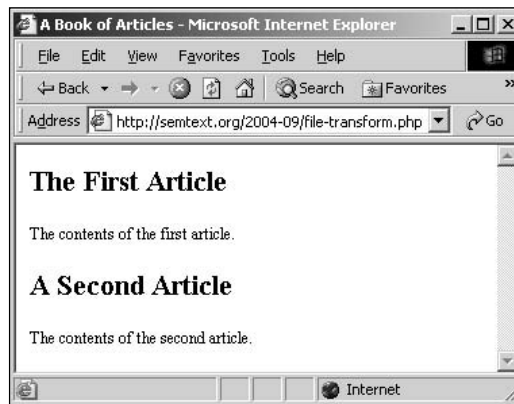 A Book of Articles - Microsoft Internet Explorer
File Edit View Favorites Tools Help
Back Search Favorites »
Address http://semtext.org/2004-09/file-transform.php Go
The First Article
The contents of the first article.
A Second Article
The contents of the second article.
Internet